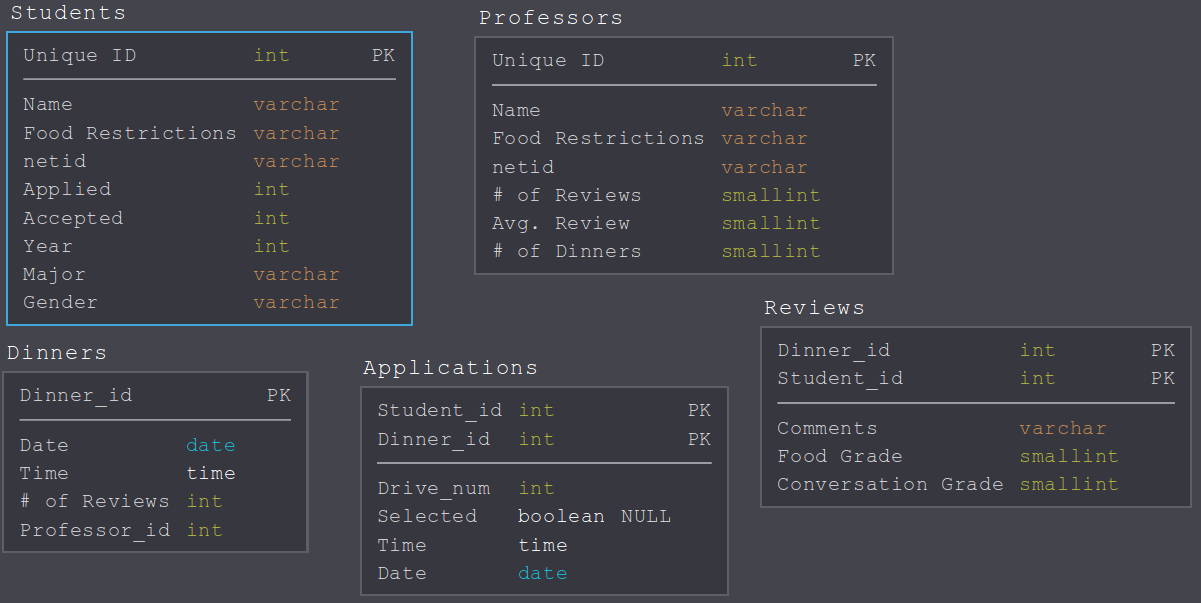 Students
Unique ID int PK
Name varchar
Food Restrictions varchar
netid varchar
Applied int
Accepted int
Year int
Major varchar
Gender varchar
Professors
Unique ID int PK
Name varchar
Food Restrictions varchar
netid varchar
# of Reviews smallint
Avg. Review smallint
# of Dinners smallint
Dinners
Dinner_id PK
Date date
Time time
# of Reviews int
Professor_id int
Applications
Student_id int PK
Dinner_id int PK
Drive_num int
Selected boolean NULL
Time time
Date date
Reviews
Dinner_id int PK
Student_id int PK
Comments varchar
Food Grade smallint
Conversation Grade smallint